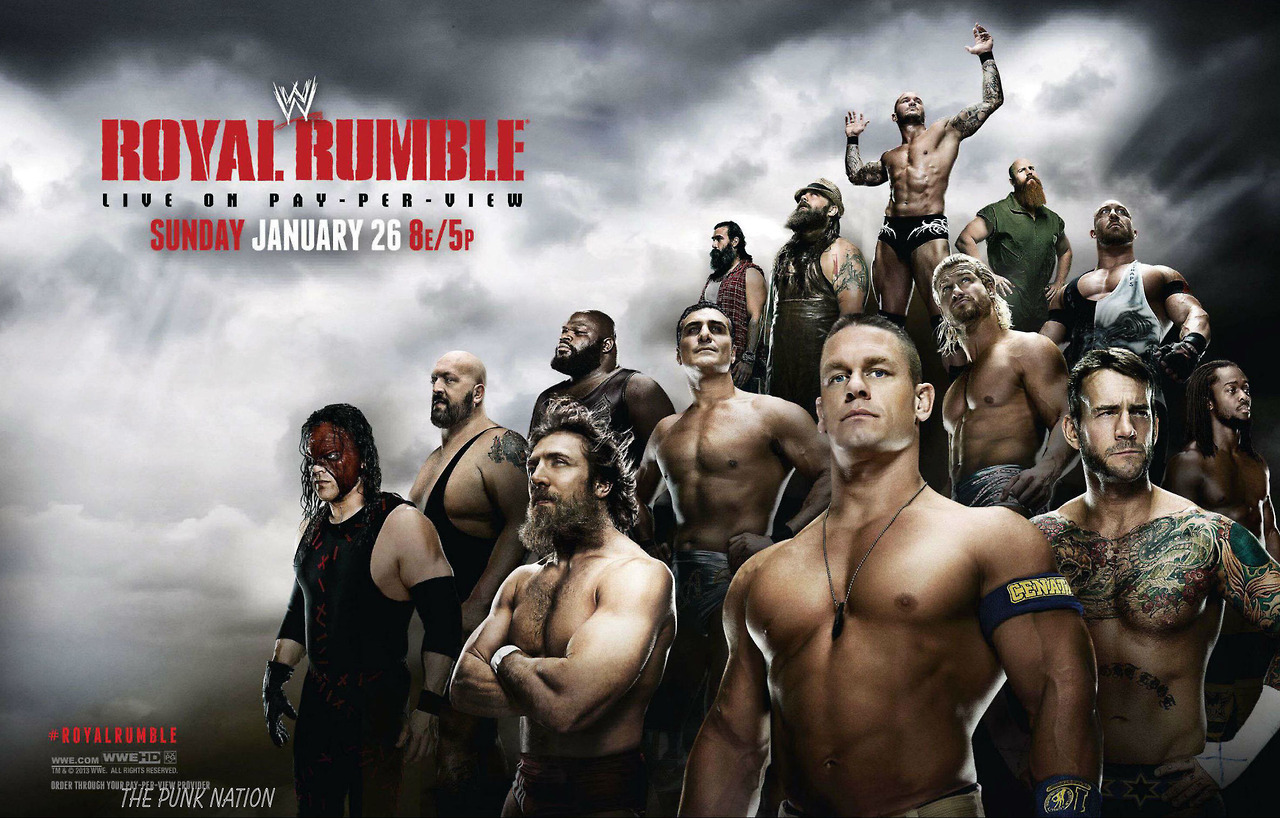 W
ROYAL RUMBLE
LIVE ON PAY-PER-VIEW
SUNDAY JANUARY 26 8E/5P
CENATI
#ROYALRUMBLE
WWE.COM WWEHD
TM & © 2013 WWE. ALL RIGHTS RESERVED.
ORDER THROUGH YOUR PAY-PER-VIEW PROVIDER
THE PUNK NATION